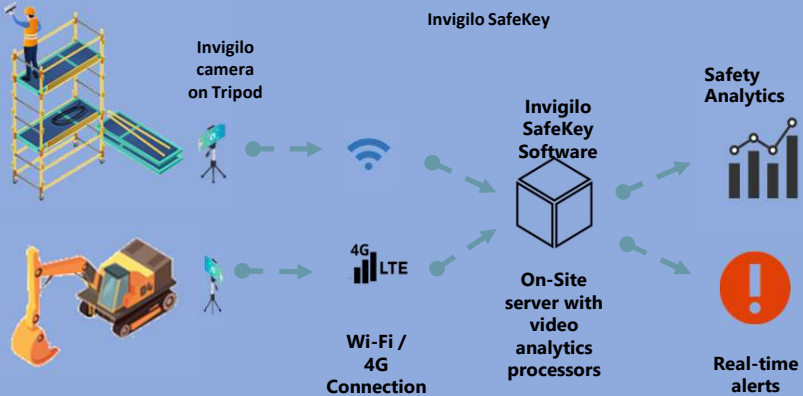 Invigilo SafeKey
Invigilo
camera
on Tripod
Invigilo
SafeKey
Software
Safety
Analytics
4G
LTE
Wi-Fi /
4G
Connection
On-Site
server with
video
analytics
processors
Real-time
alerts